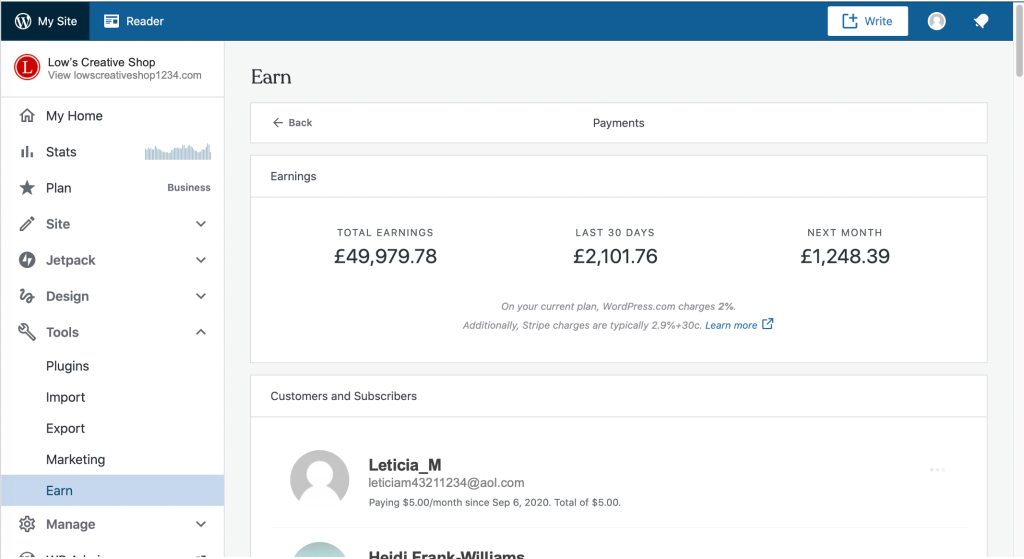 My Site
Reader
Write
Low's Creative Shop
View lowscreativeshop1234.com
My Home
Stats
Plan
Business
Site
Jetpack
Design
Tools
Plugins
Import
Export
Marketing
Earn
Manage
Earn
Back
Payments
Earnings
TOTAL EARNINGS
£49,979.78
LAST 30 DAYS
£2,101.76
NEXT MONTH
£1,248.39
On your current plan, WordPress.com charges 2%.
Additionally, Stripe charges are typically 2.9%+30c. Learn more
Customers and Subscribers
Leticia_M
leticiam43211234@aol.com
Paying $5.00/month since Sep 6, 2020. Total of $5.00.
Heidi Frank-Williams